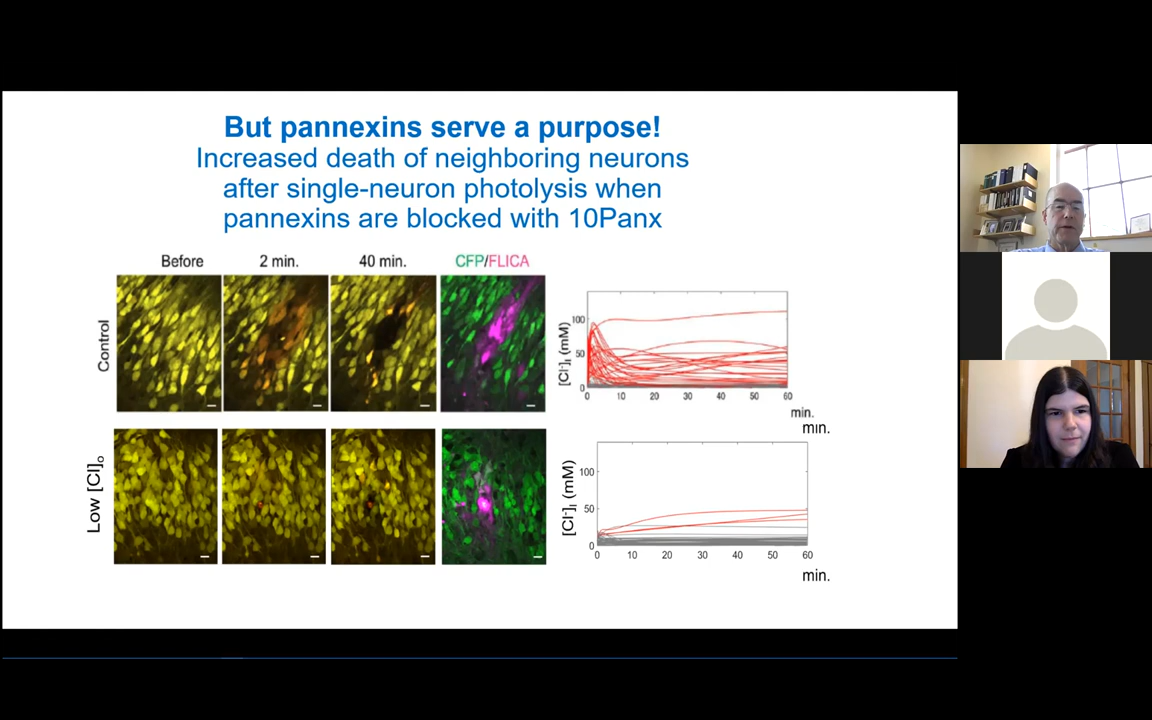 But pannexins serve a purpose!
Increased death of neighboring neurons
after single-neuron photolysis when
pannexins are blocked with 10Panx
Before 2 min. 40 min. CFP/FLICA
Control
[Cl-]i (mM)
100
50
0
0 10 20 30 40 50 60
min.
min.
Low [Cl]o
[Cl-]i (mM)
100
50
0
0 10 20 30 40 50 60
min.